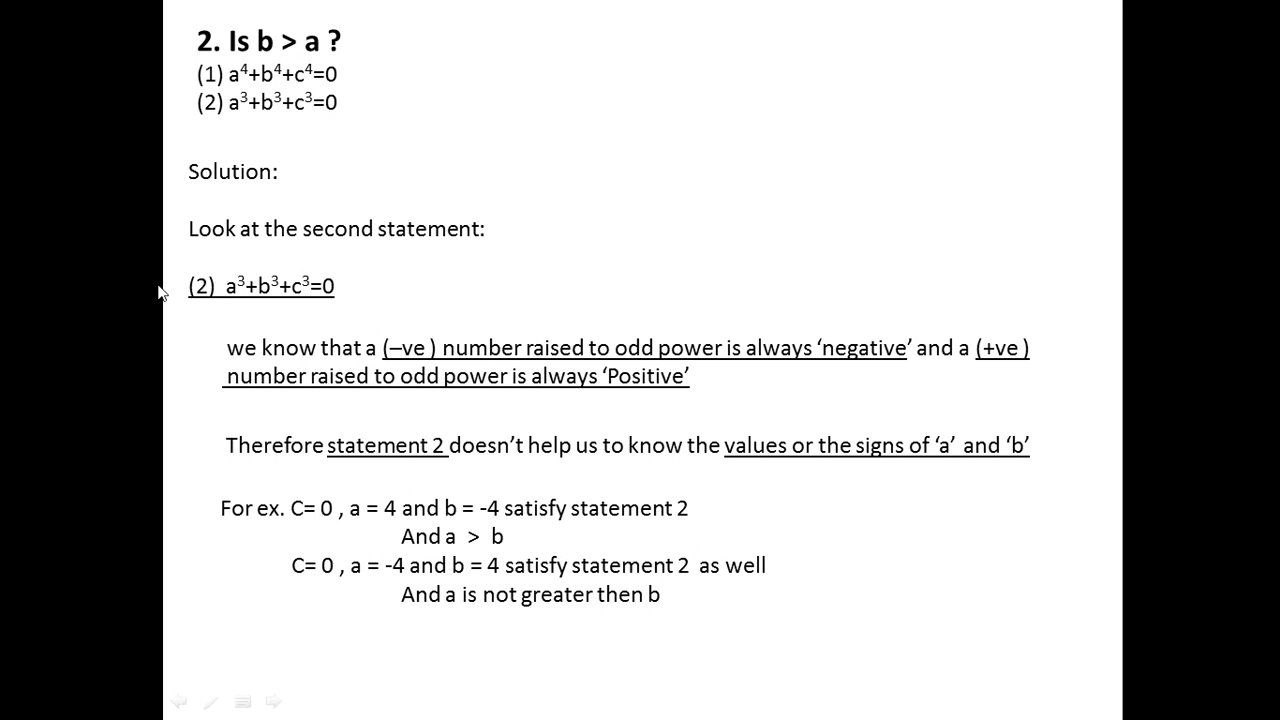 2. Is b > a ?
(1) a⁴+b⁴+c⁴=0
(2) a³+b³+c³=0
Solution:
Look at the second statement:
(2) a³+b³+c³=0
we know that a (–ve ) number raised to odd power is always ‘negative’ and a (+ve )
number raised to odd power is always ‘Positive’
Therefore statement 2 doesn’t help us to know the values or the signs of ‘a’ and ‘b’
For ex. C= 0 , a = 4 and b = -4 satisfy statement 2
And a > b
C= 0 , a = -4 and b = 4 satisfy statement 2 as well
And a is not greater then b